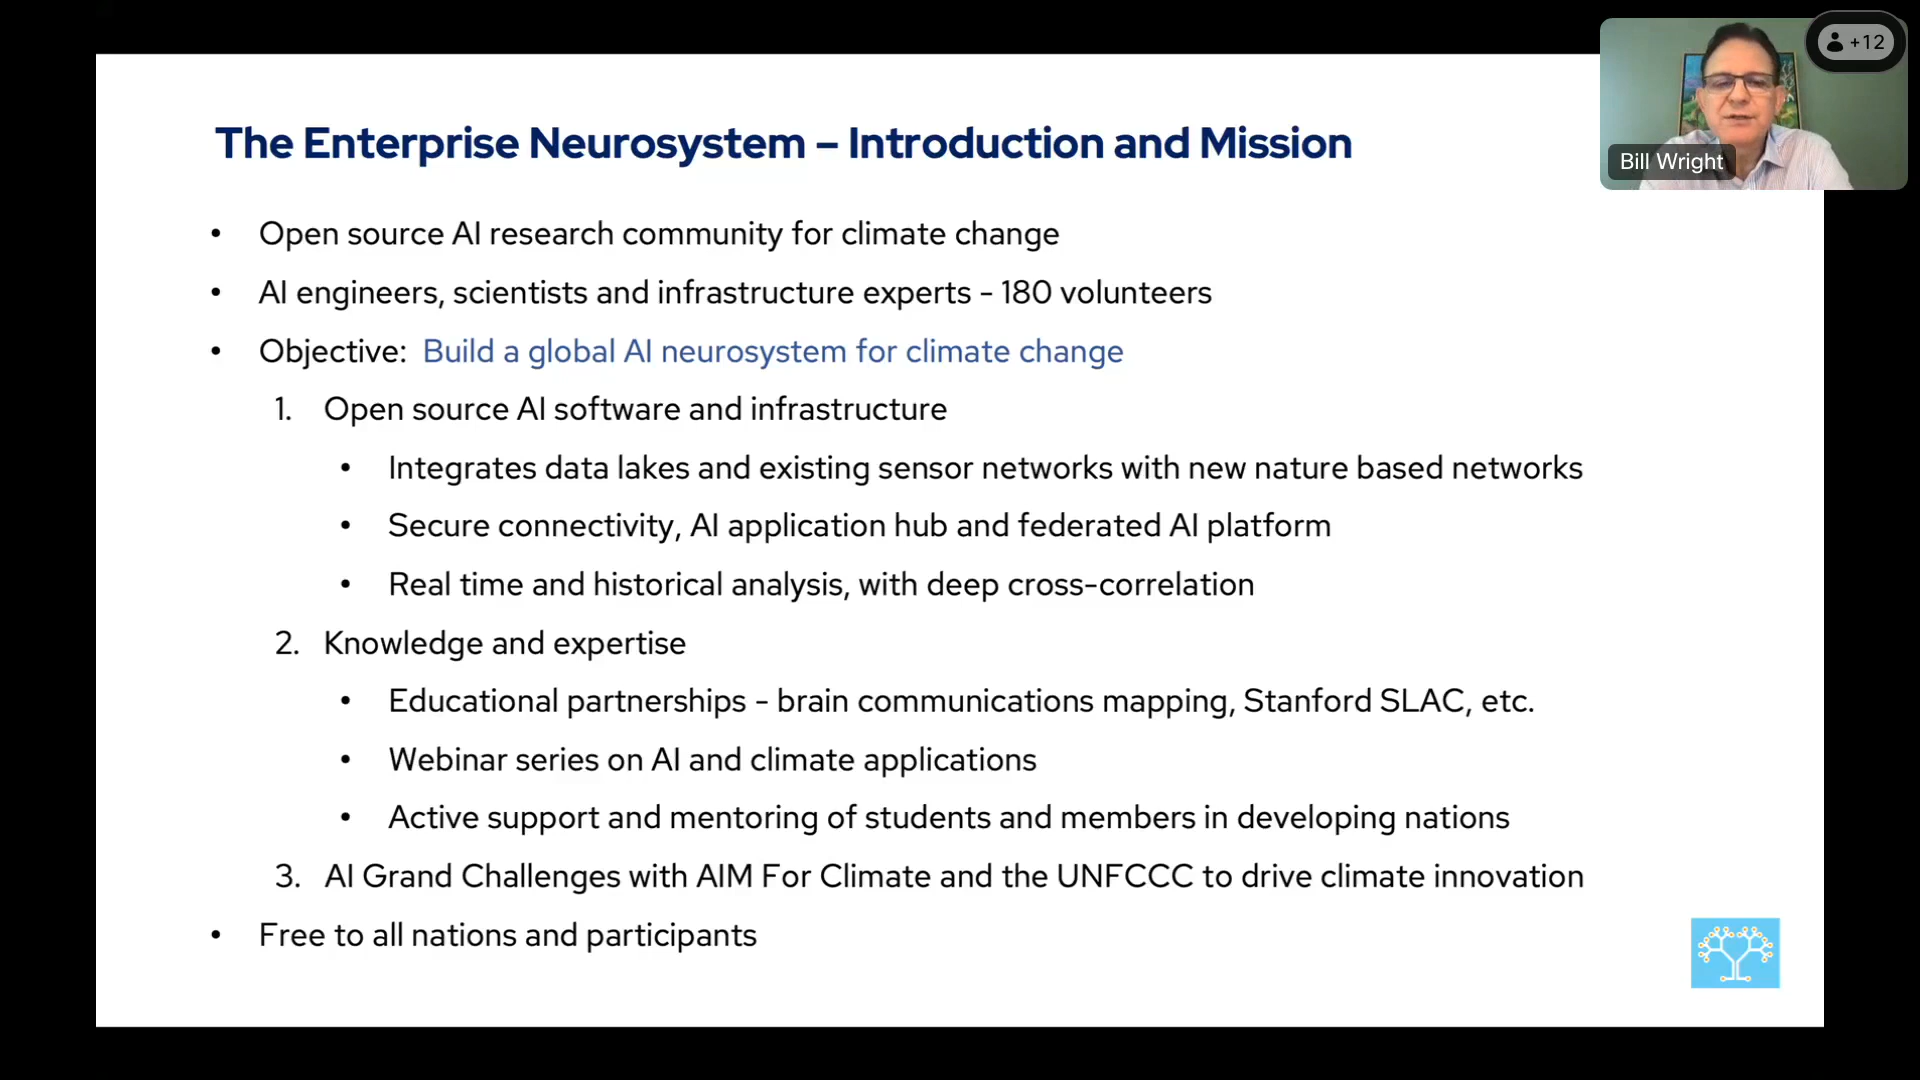 +12
Bill Wright
The Enterprise Neurosystem – Introduction and Mission
• Open source AI research community for climate change
• AI engineers, scientists and infrastructure experts - 180 volunteers
• Objective: Build a global AI neurosystem for climate change
1. Open source AI software and infrastructure
• Integrates data lakes and existing sensor networks with new nature based networks
• Secure connectivity, AI application hub and federated AI platform
• Real time and historical analysis, with deep cross-correlation
2. Knowledge and expertise
• Educational partnerships - brain communications mapping, Stanford SLAC, etc.
• Webinar series on AI and climate applications
• Active support and mentoring of students and members in developing nations
3. AI Grand Challenges with AIM For Climate and the UNFCCC to drive climate innovation
• Free to all nations and participants